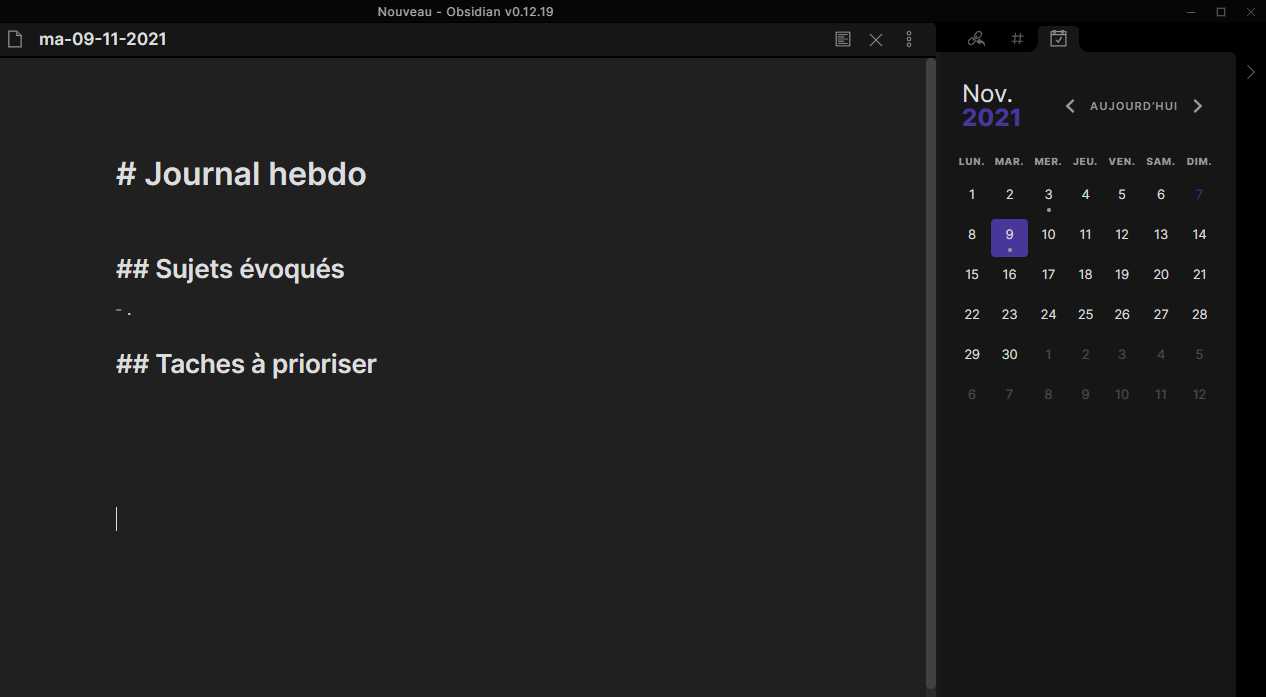 Nouveau - Obsidian v0.12.19
ma-09-11-2021
# Journal hebdo
## Sujets évoqués
- .
## Taches à prioriser
#
Nov.
2021
AUJOURD'HUI
LUN. MAR. MER. JEU. VEN. SAM. DIM.
1 2 3 4 5 6 7
8 9 10 11 12 13 14
15 16 17 18 19 20 21
22 23 24 25 26 27 28
29 30 1 2 3 4 5
6 7 8 9 10 11 12